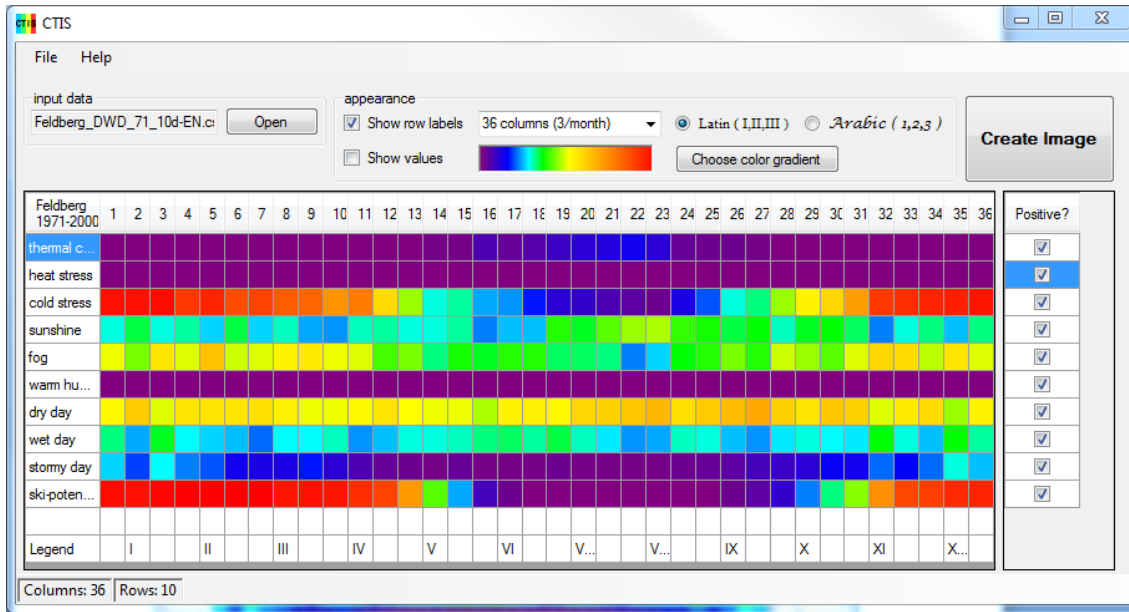 CTIS CTIS
File Help
input data
Feldberg_DWD_71_10d-EN.c: Open
appearance
Show row labels 36 columns (3/month) Latin ( I,II,III ) Arabic ( 1,2,3 )
Show values Choose color gradient
Create Image
Feldberg
1971-2000 1 2 3 4 5 6 7 8 9 10 11 12 13 14 15 16 17 18 19 20 21 22 23 24 25 26 27 28 29 30 31 32 33 34 35 36 Positive?
thermal c...
heat stress
cold stress
sunshine
fog
warm hu...
dry day
wet day
stormy day
ski-poten...
Legend I II III IV V VI V... V... IX X XI X...
Columns: 36 Rows: 10